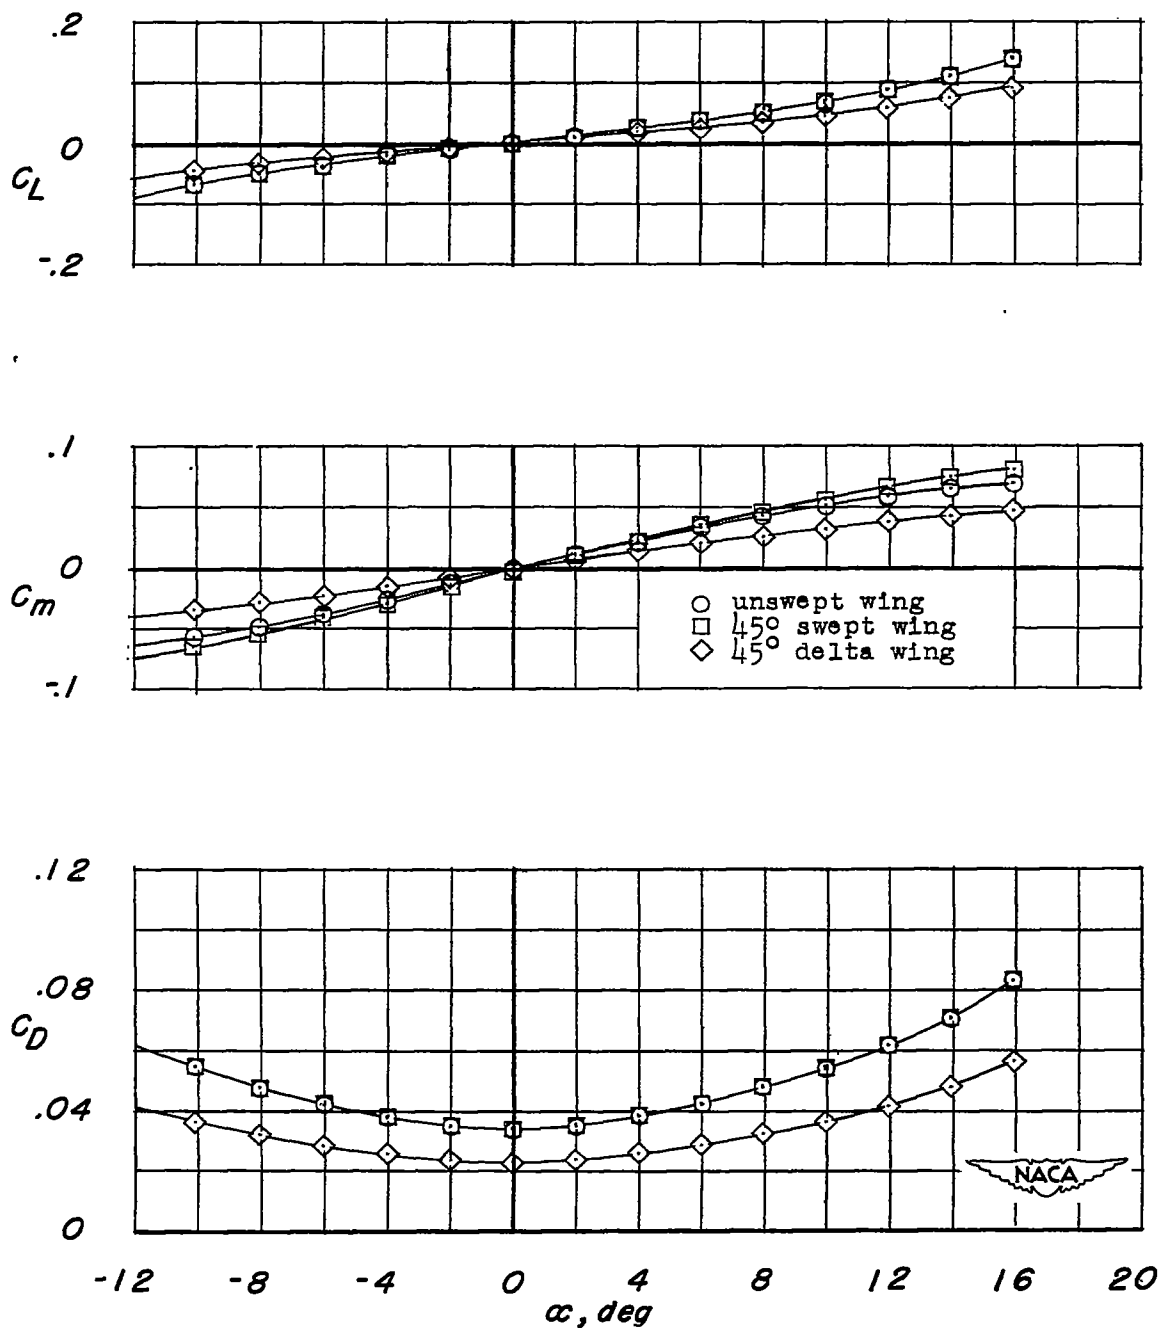 .2
0
C_L
-.2
.1
0
C_m
-.1
○ unswept wing
□ 45° swept wing
◇ 45° delta wing
.12
.08
C_D
.04
0
NACA
-12 -8 -4 0 4 8 12 16 20
∝, deg